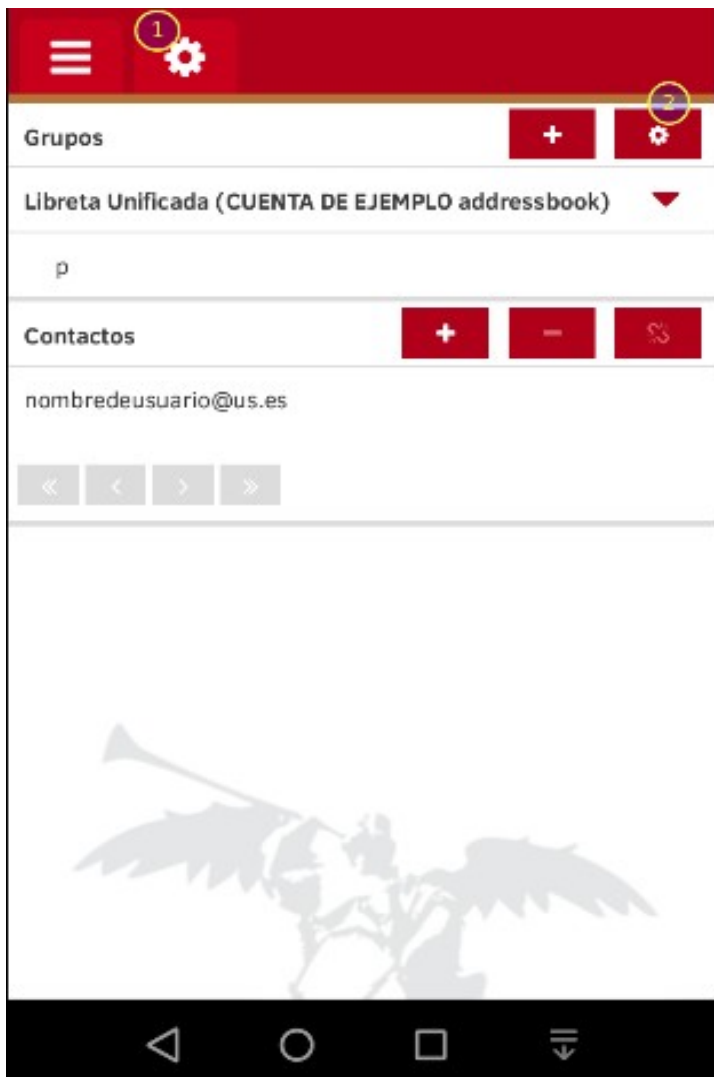 1
2
Grupos
Libreta Unificada (CUENTA DE EJEMPLO addressbook)
p
Contactos
nombredeusuario@us.es